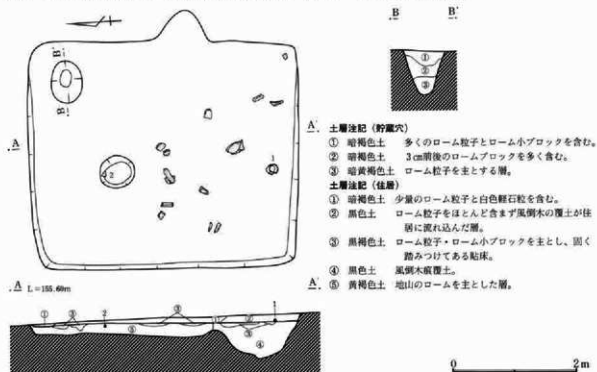 B B'
①
②
③
B'
B
2
1
A A'
土層注記（貯蔵穴）
① 暗褐色土 多くのローム粒子とローム小ブロックを含む。
② 暗褐色土 3㎝前後のロームブロックを多く含む。
③ 暗黄褐色土 ローム粒子を主とする層。
土層注記（住居）
① 暗褐色土 少量のローム粒子と白色軽石粒を含む。
② 黒色土 ローム粒子をほとんど含まず風倒木の覆土が住
居に流れ込んだ層。
③ 黒褐色土 ローム粒子・ローム小ブロックを主とし、固く
踏みつけてある貼床。
④ 黒色土 風倒木痕覆土。
⑤ 黄褐色土 地山のロームを主とした層。
A L=155.60m A'
① ③ 2 ③ ② 1
⑤ ③
④
0 2m